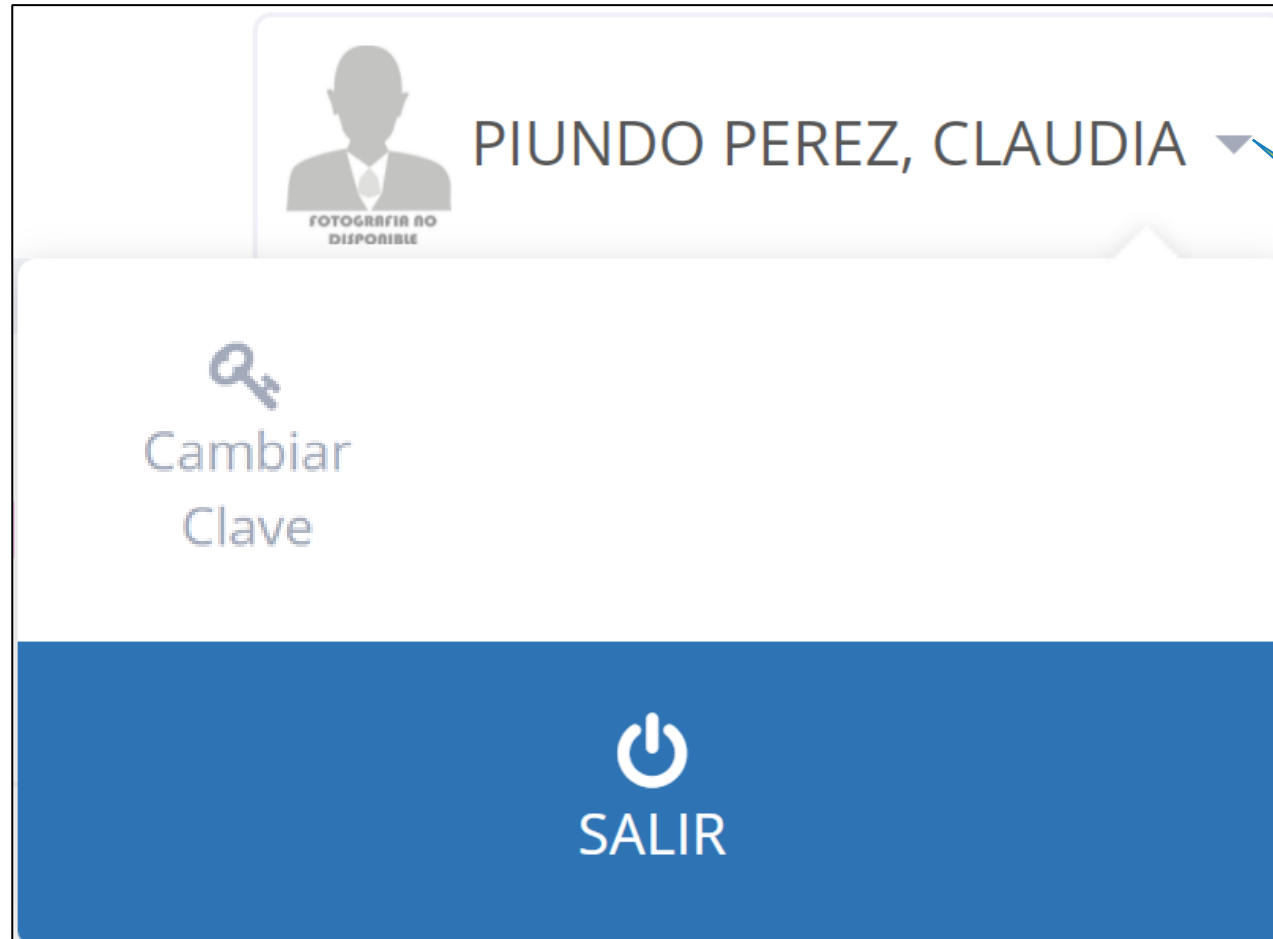 PIUNDO PEREZ, CLAUDIA
FOTOGRAFIA NO
DISPONIBLE
Cambiar
Clave
SALIR